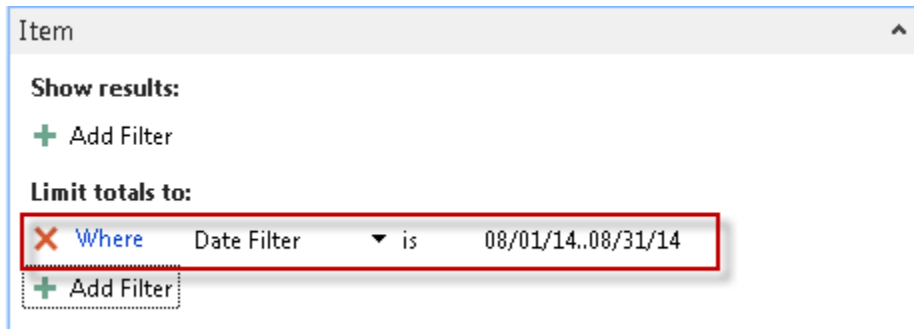 Item
Show results:
Add Filter
Limit totals to:
Where Date Filter is 08/01/14..08/31/14
Add Filter